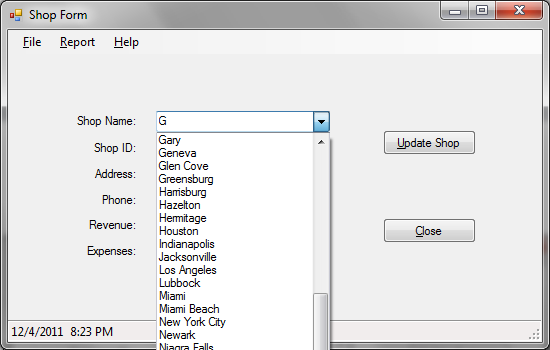 Shop Form
File Report Help
Shop Name: G
Update Shop
Shop ID:
Address:
Phone:
Revenue:
Expenses:
Gary
Geneva
Glen Cove
Greensburg
Harrisburg
Hazelton
Hermitage
Houston
Indianapolis
Jacksonville
Los Angeles
Lubbock
Miami
Miami Beach
New York City
Newark
Niagra Falls
Close
12/4/2011 8:23 PM